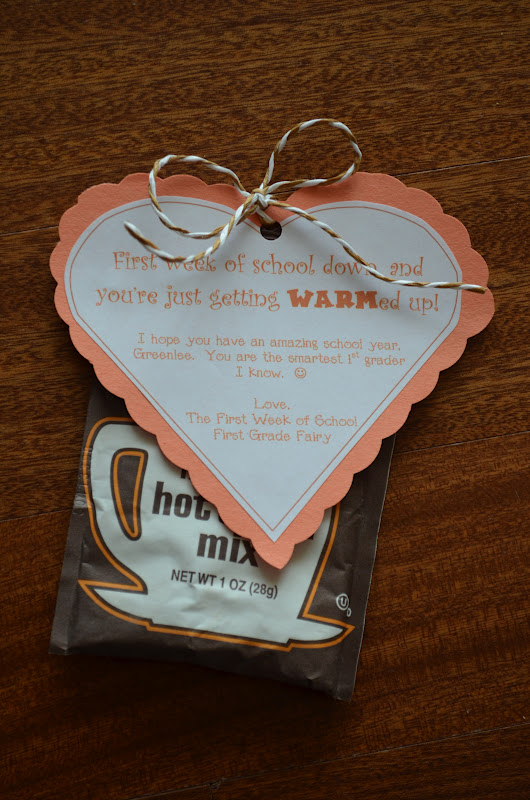 First week of school down, and
you're just getting WARMed up!
I hope you have an amazing school year,
Greenlee. You are the smartest 1st grader
I know. ☺
Love,
The First Week of School
First Grade Fairy
hot
mix
NET WT 1 OZ (28g)
U
D